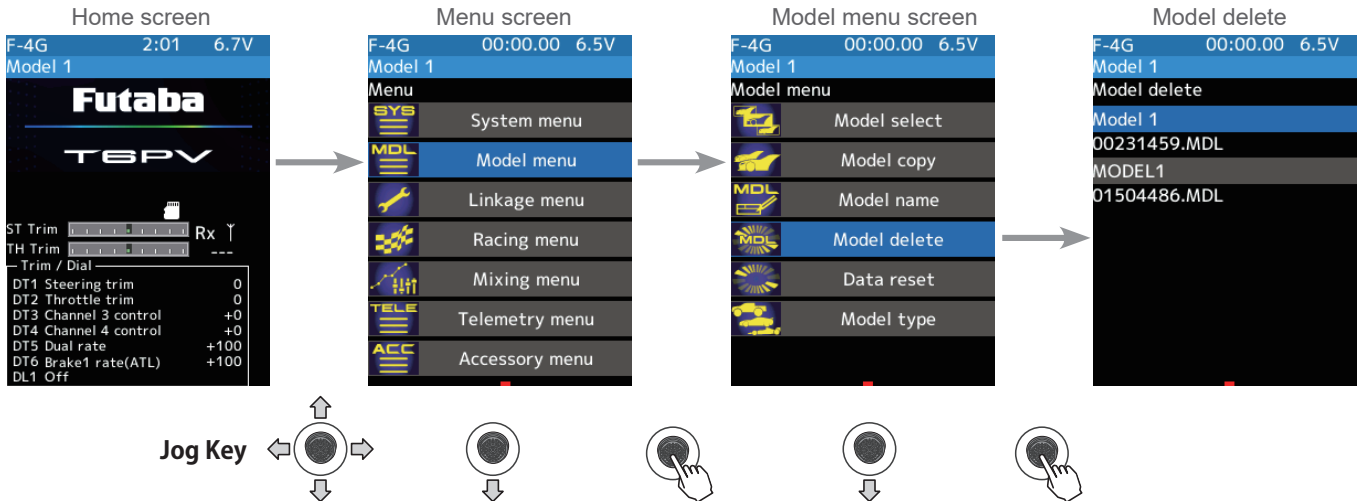 Home screen
F-4G 2:01 6.7V
Model 1
Futaba
T6PV
ST Trim
Rx
TH Trim
---
Trim / Dial
DT1 Steering trim 0
DT2 Throttle trim 0
DT3 Channel 3 control +0
DT4 Channel 4 control +0
DT5 Dual rate +100
DT6 Brake1 rate(ATL) +100
DL1 Off
Menu screen
F-4G 00:00.00 6.5V
Model 1
Menu
SYS System menu
MDL Model menu
Linkage menu
Racing menu
Mixing menu
TELE Telemetry menu
ACC Accessory menu
Model menu screen
F-4G 00:00.00 6.5V
Model 1
Model menu
Model select
Model copy
MDL Model name
MDL Model delete
Data reset
Model type
Model delete
F-4G 00:00.00 6.5V
Model 1
Model delete
Model 1
00231459.MDL
MODEL1
01504486.MDL
Jog Key